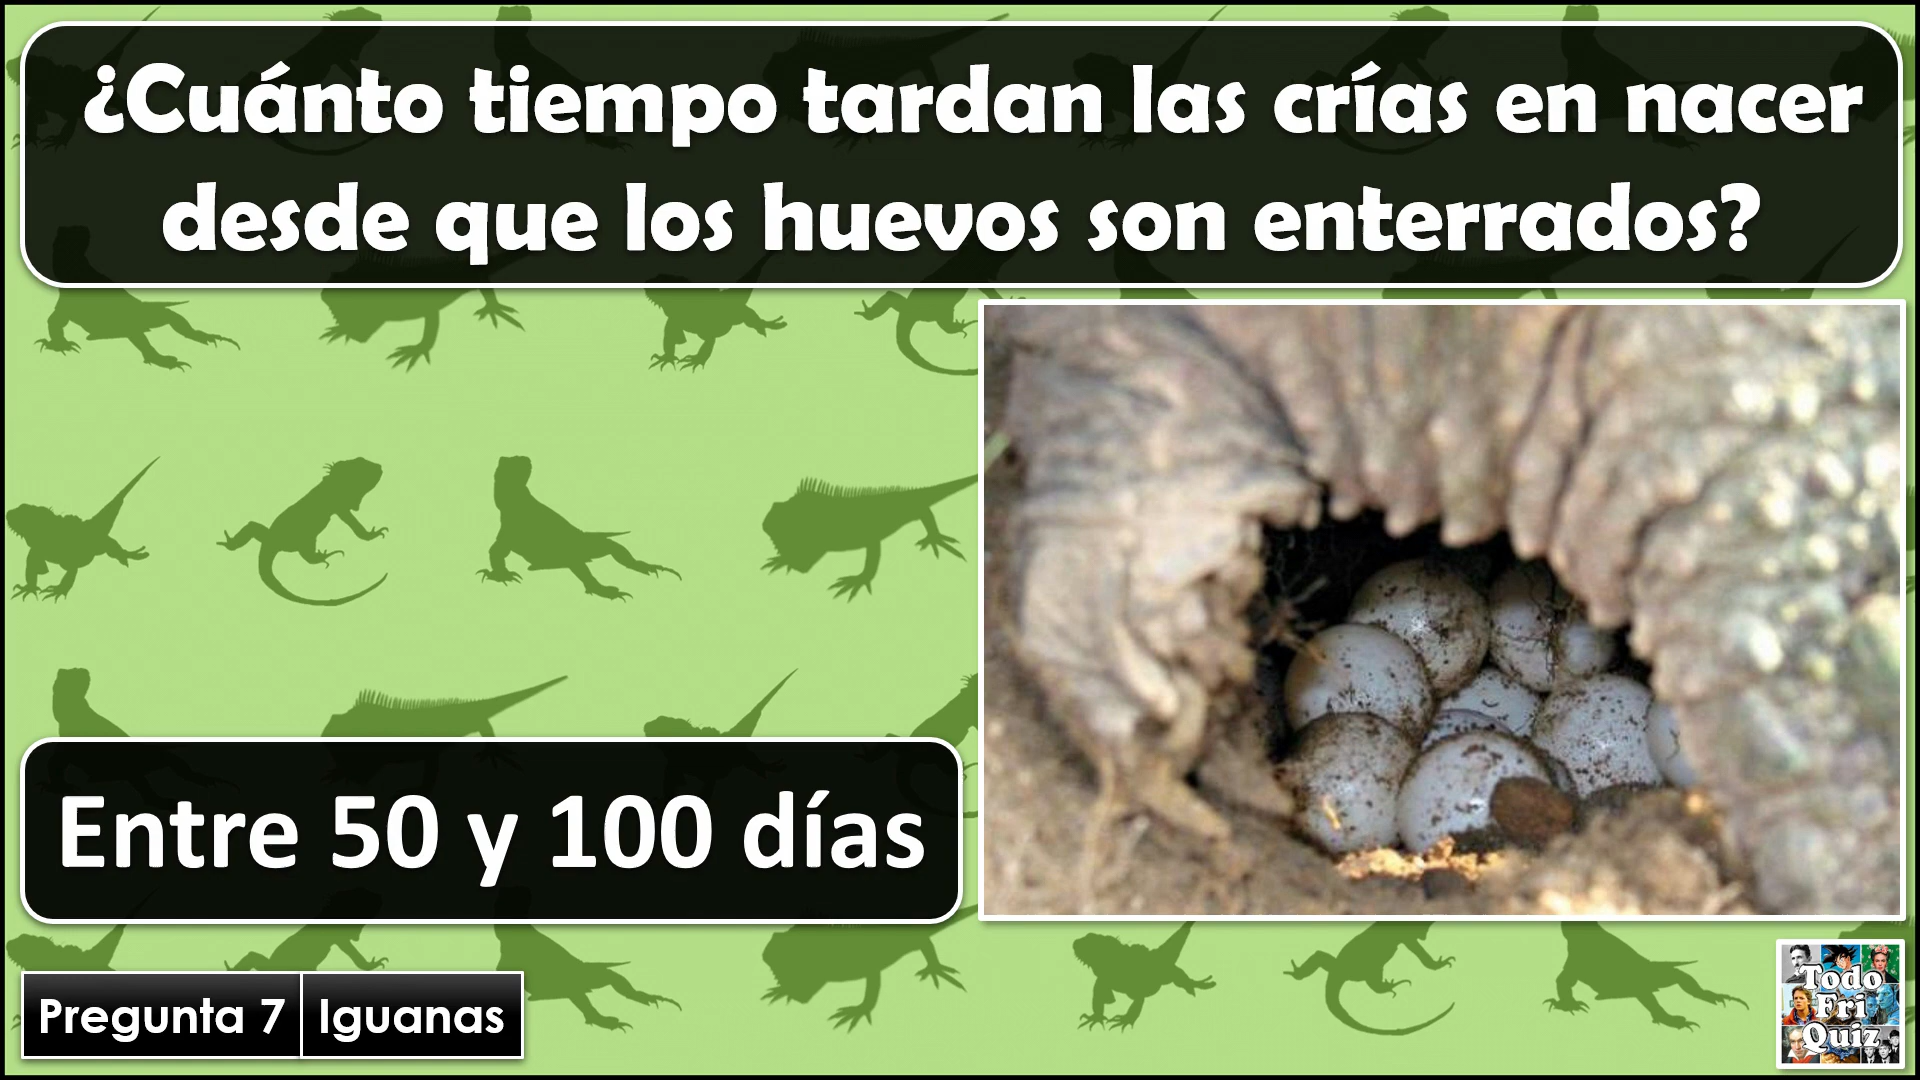 ¿Cuánto tiempo tardan las crías en nacer
desde que los huevos son enterrados?
Entre 50 y 100 días
Pregunta 7 Iguanas
Todo
Fri
Quiz